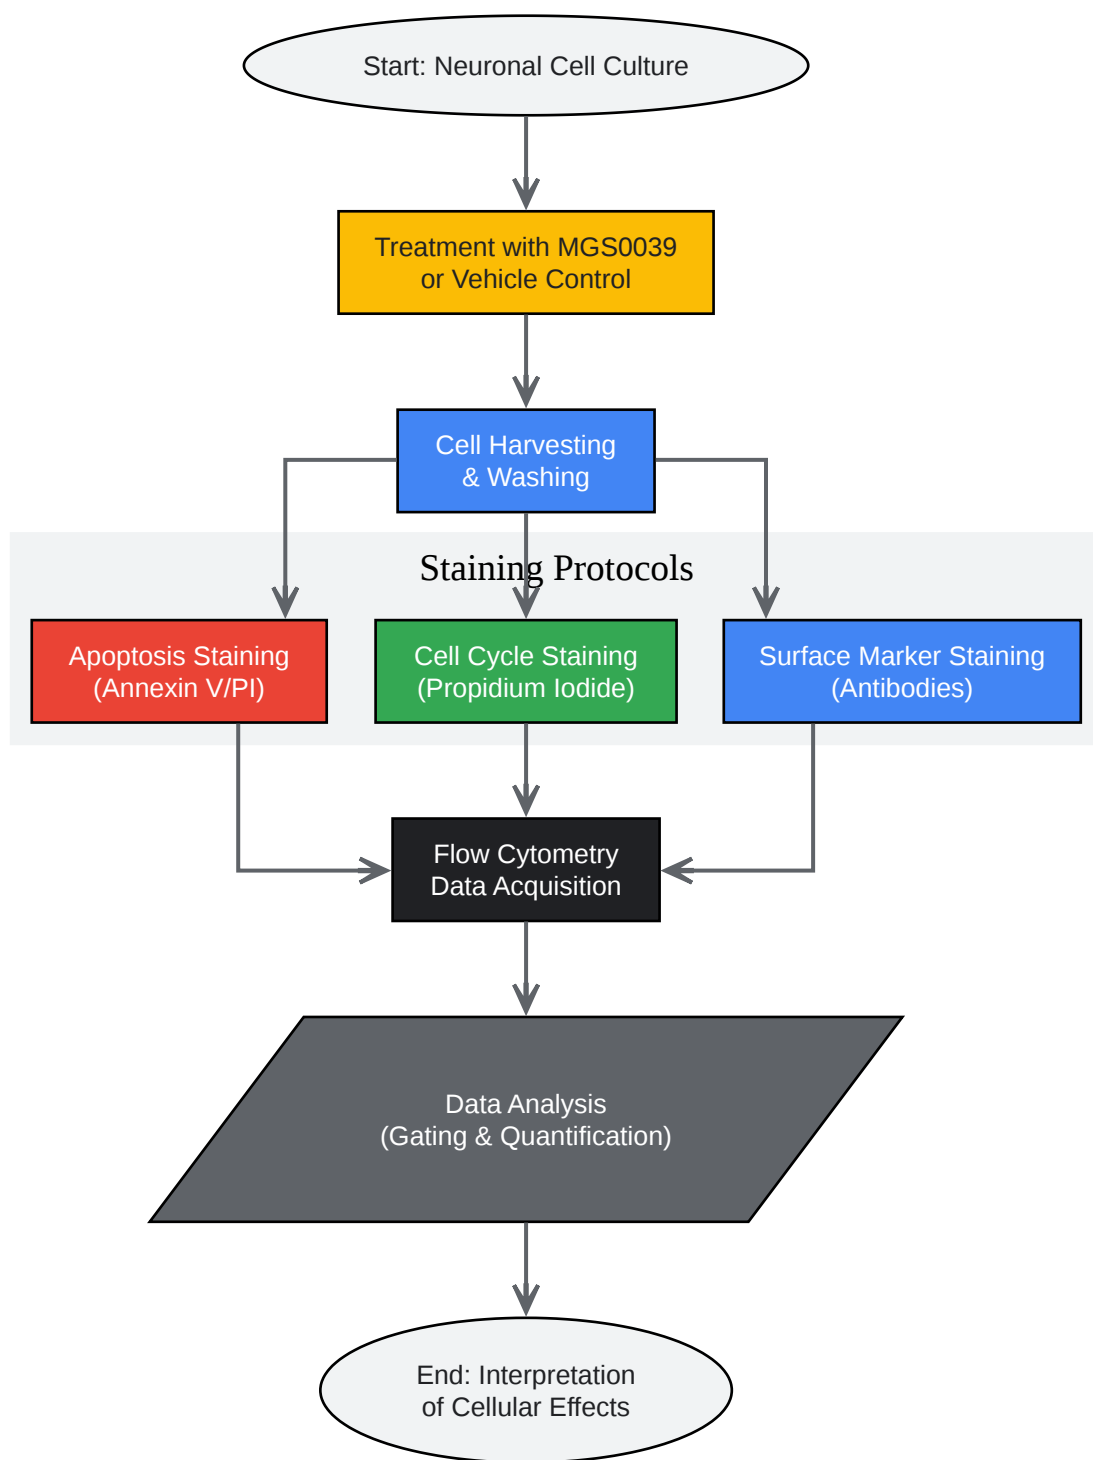 Start: Neuronal Cell Culture
Treatment with MGS0039
or Vehicle Control
Cell Harvesting
& Washing
Staining Protocols
Apoptosis Staining
(Annexin V/PI)
Cell Cycle Staining
(Propidium Iodide)
Surface Marker Staining
(Antibodies)
Flow Cytometry
Data Acquisition
Data Analysis
(Gating & Quantification)
End: Interpretation
of Cellular Effects